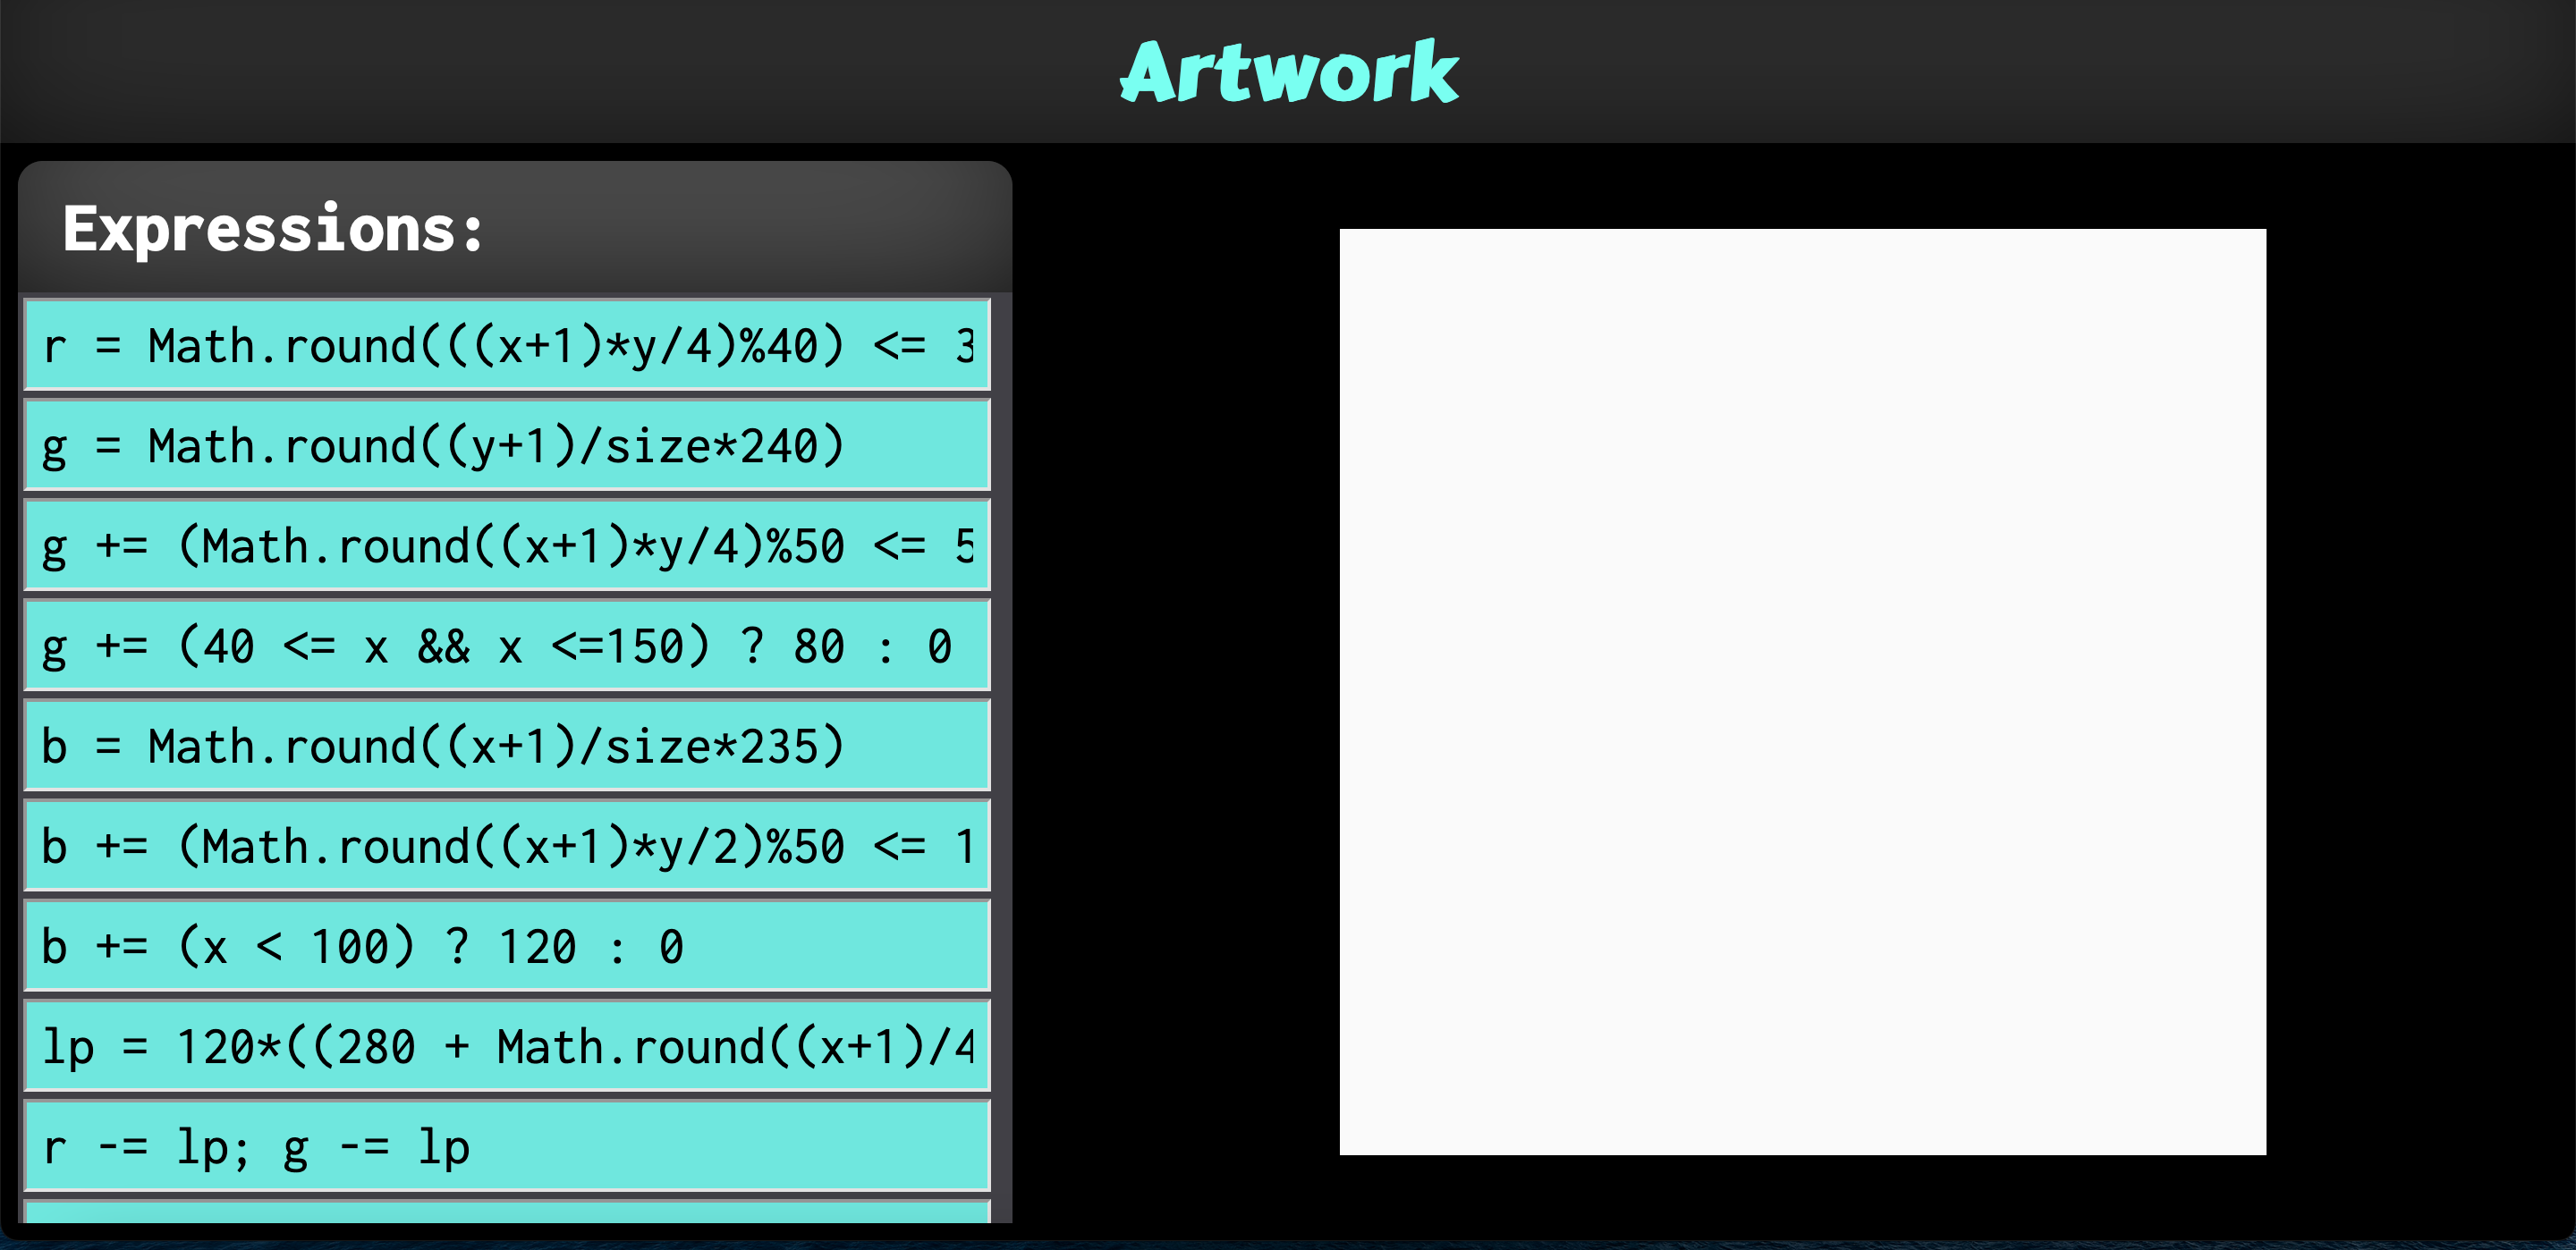 Artwork
Expressions:
r = Math.round(((x+1)*y/4)%40) <= 3
g = Math.round((y+1)/size*240)
g += (Math.round((x+1)*y/4)%50 <= 5
g += (40 <= x && x <=150) ? 80 : 0
b = Math.round((x+1)/size*235)
b += (Math.round((x+1)*y/2)%50 <= 1
b += (x < 100) ? 120 : 0
lp = 120*((280 + Math.round((x+1)/4
r -= lp; g -= lp